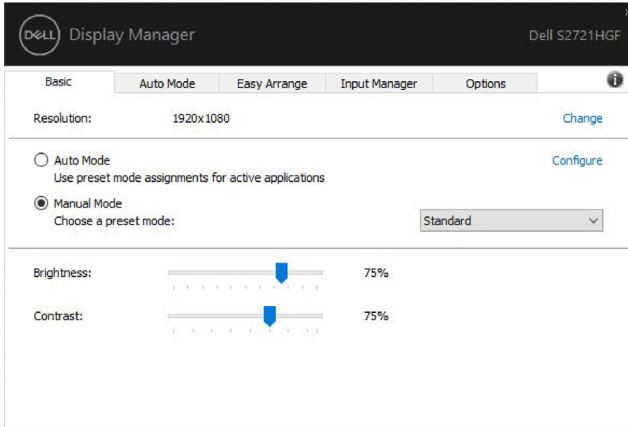 DELL Display Manager
Dell S2721HGF
Basic Auto Mode Easy Arrange Input Manager Options
Resolution: 1920x1080 Change
Auto Mode Configure
Use preset mode assignments for active applications
Manual Mode
Choose a preset mode: Standard
Brightness: 75%
Contrast: 75%